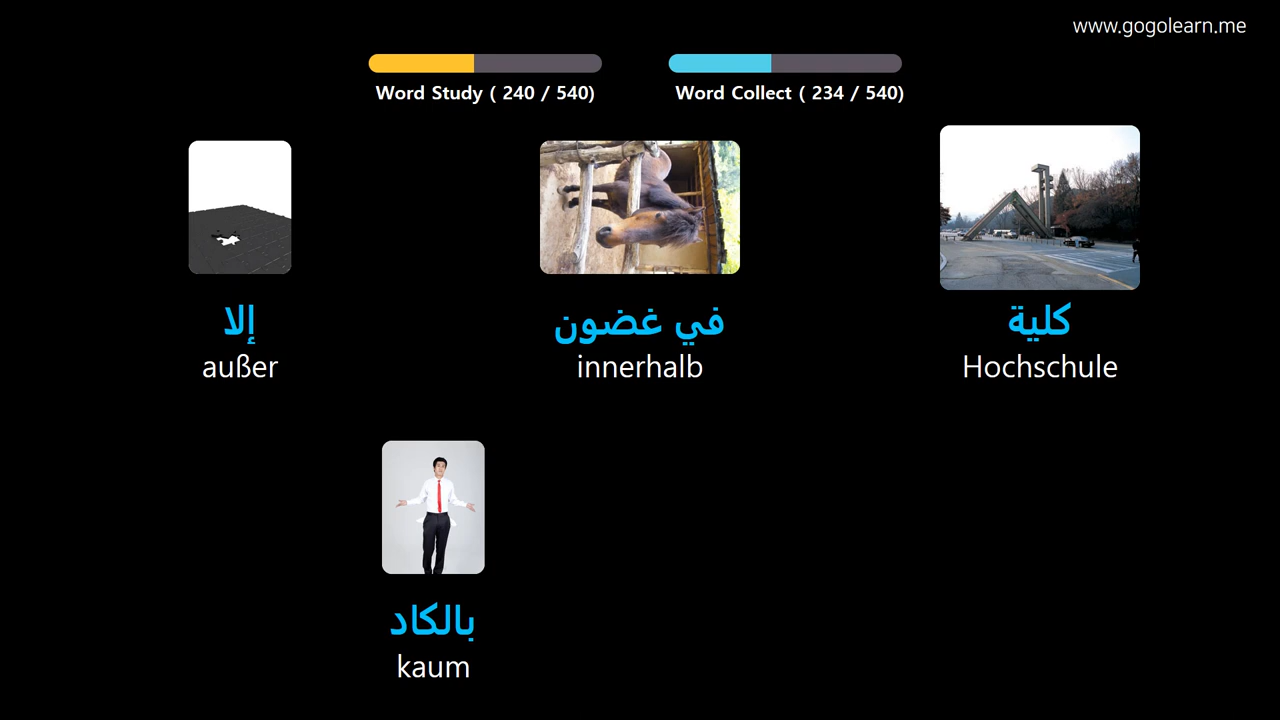 www.gogolearn.me
Word Study ( 240 / 540)
Word Collect ( 234 / 540)
إلا
außer
في غضون
innerhalb
كلية
Hochschule
بالكاد
kaum